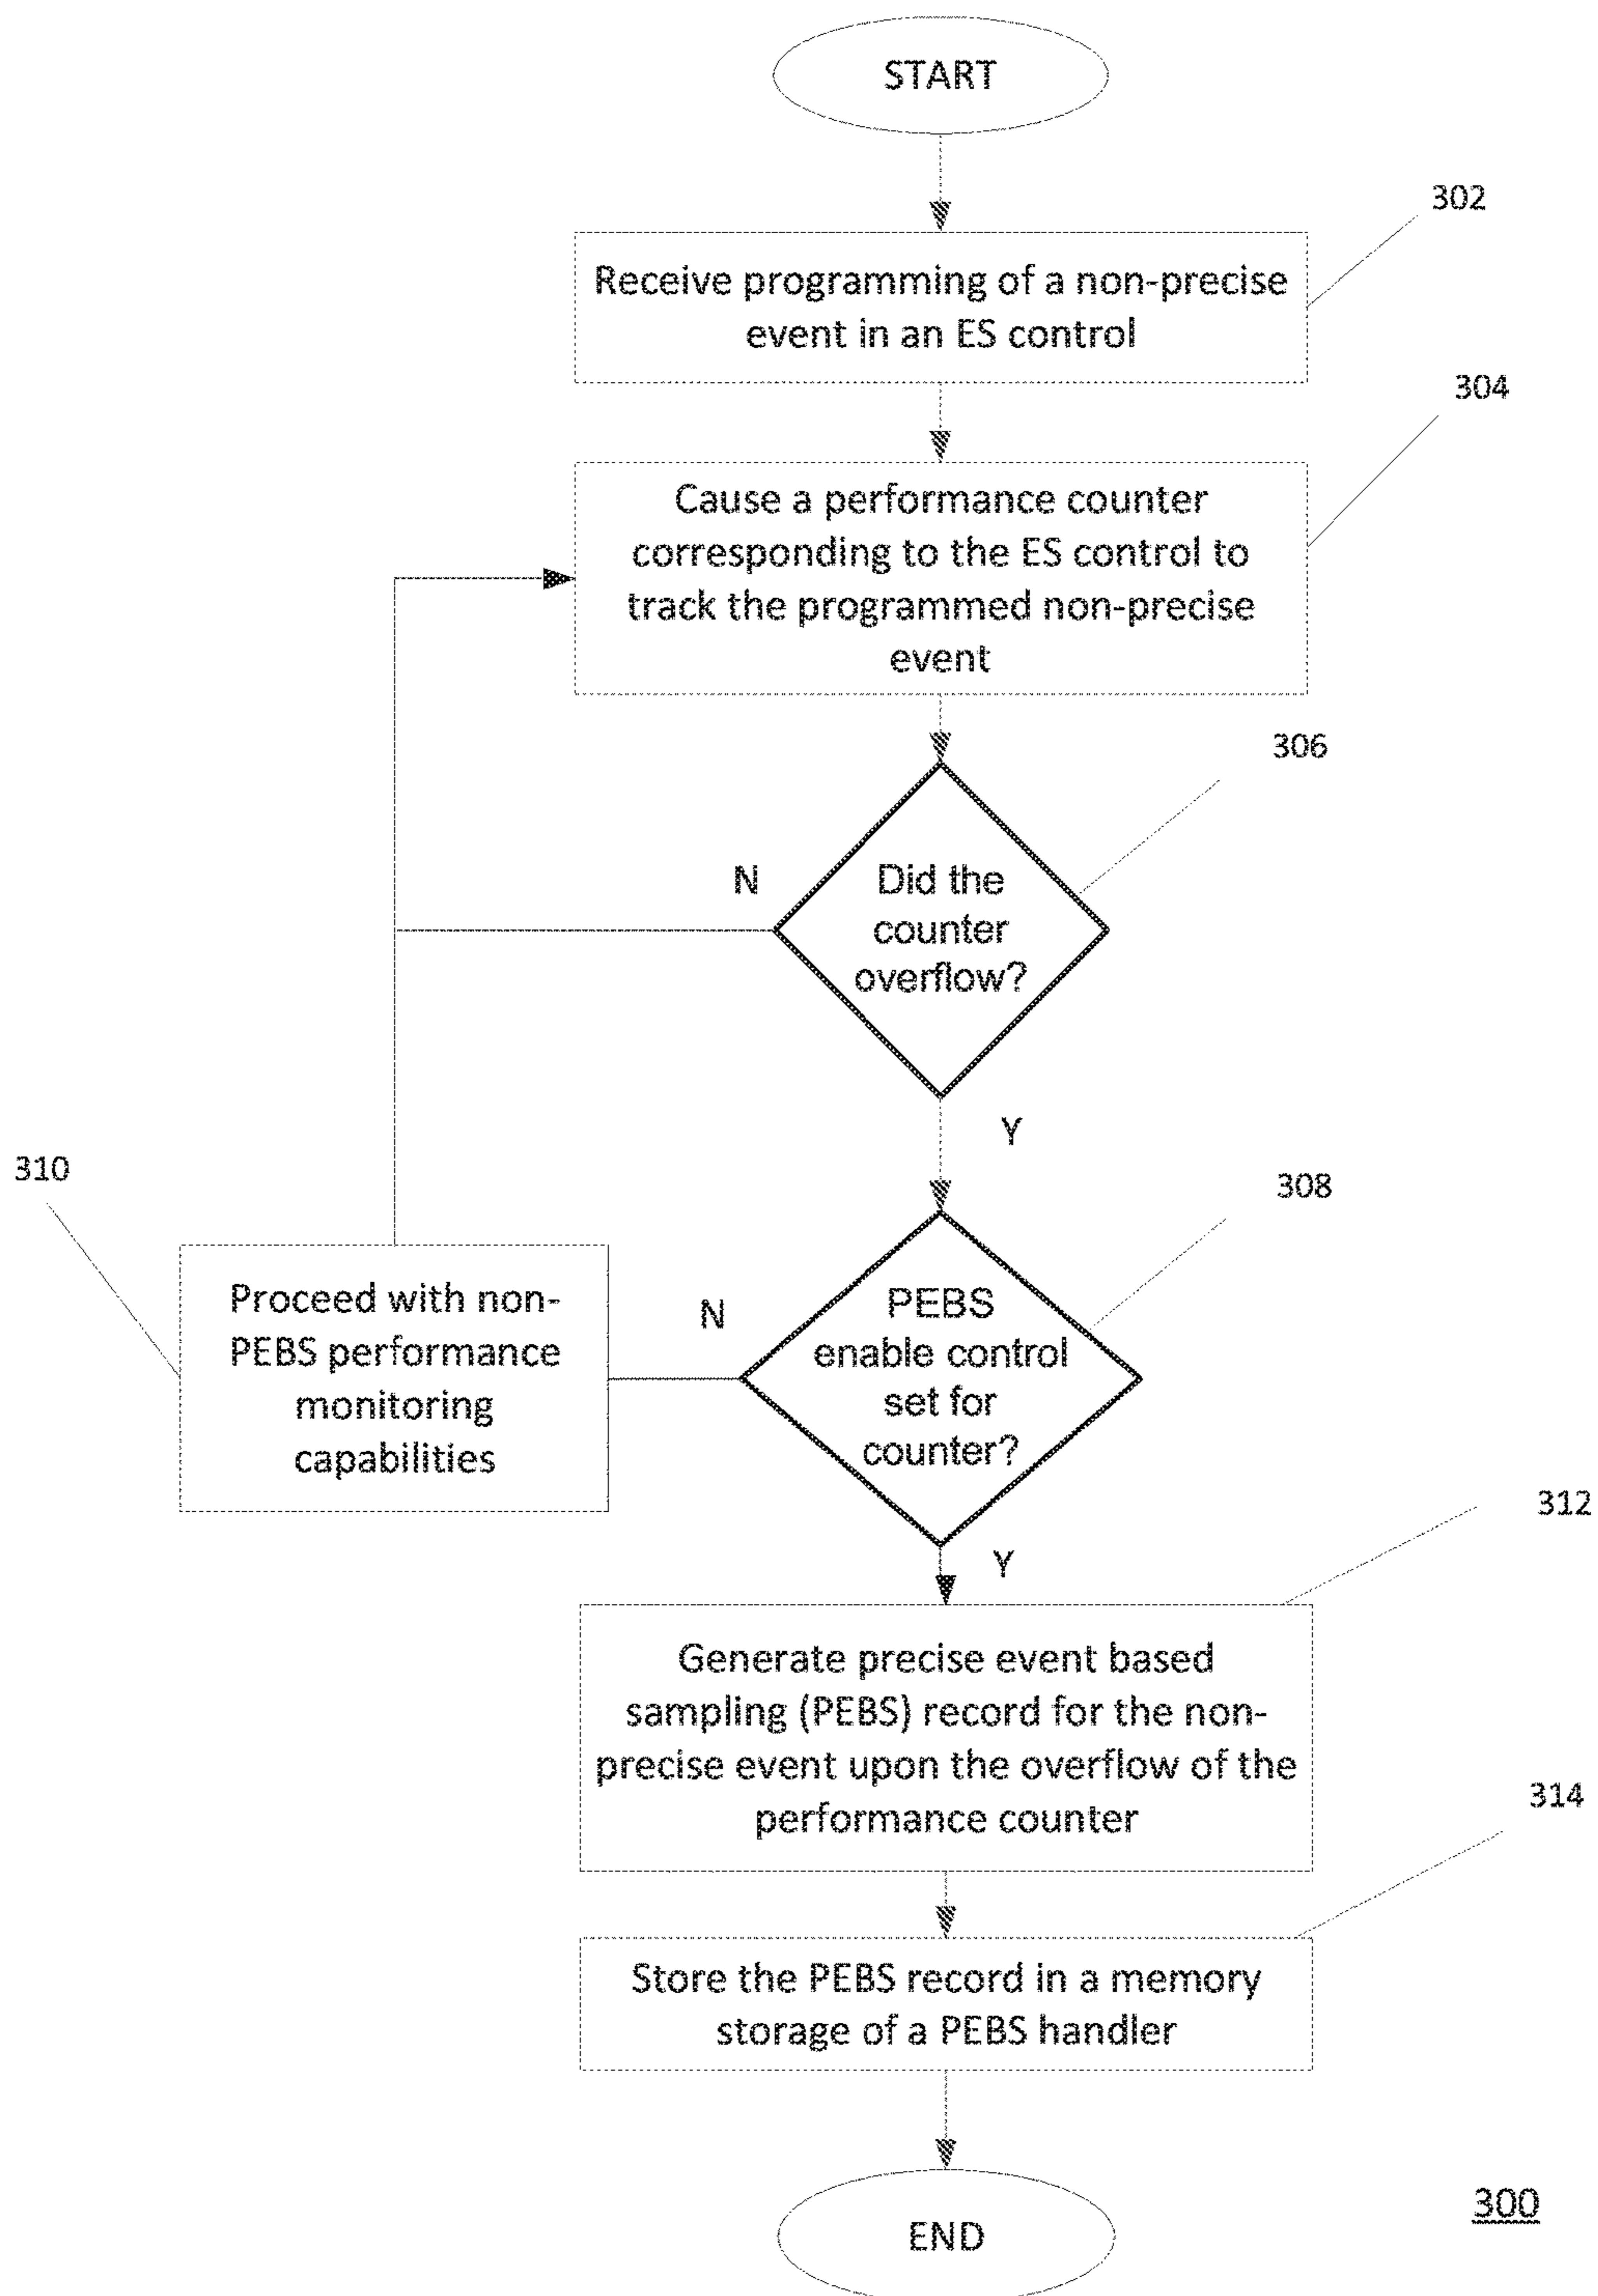 START
302
Receive programming of a non-precise
event in an ES control
304
Cause a performance counter
corresponding to the ES control to
track the programmed non-precise
event
306
N
Did the
counter
overflow?
Y
310
308
Proceed with non-
PEBS performance
monitoring
capabilities
N
PEBS
enable control
set for
counter?
312
Y
Generate precise event based
sampling (PEBS) record for the non-
precise event upon the overflow of the
performance counter
314
Store the PEBS record in a memory
storage of a PEBS handler
300
END